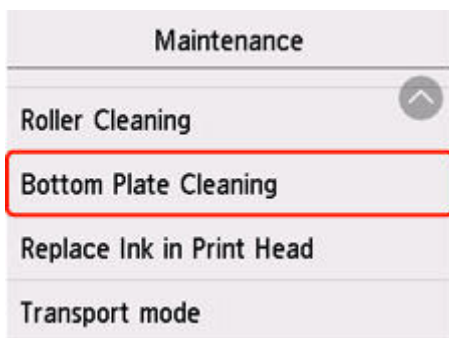 Maintenance
Roller Cleaning
Bottom Plate Cleaning
Replace Ink in Print Head
Transport mode